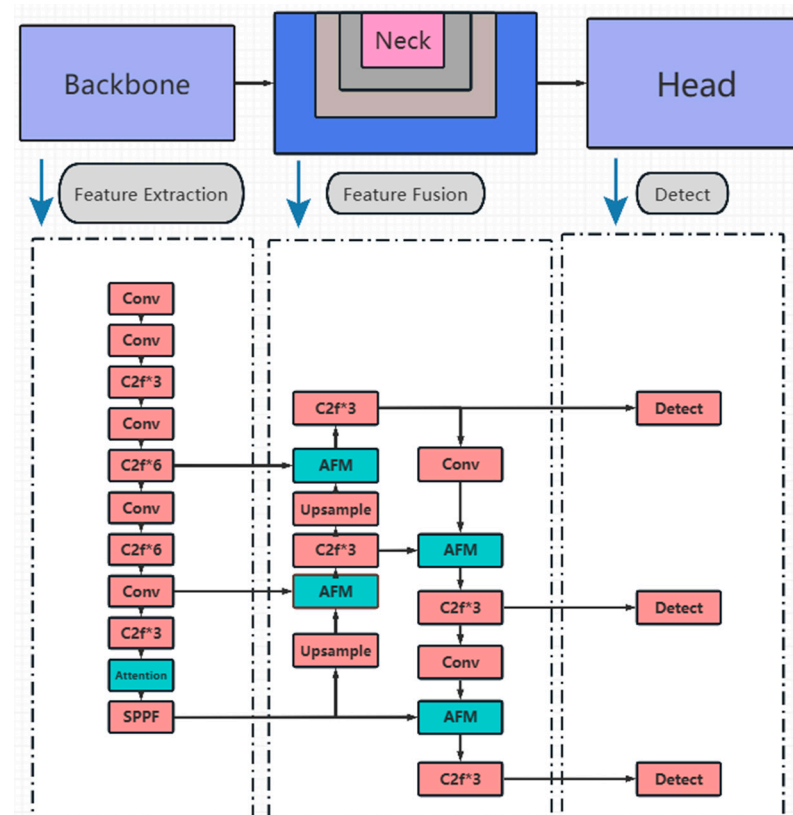 Backbone
Neck
Head
Feature Extraction
Feature Fusion
Detect
Conv
Conv
C2f*3
Conv
C2f*6
Conv
C2f*6
Conv
C2f*3
Attention
SPPF
C2f*3
AFM
Upsample
C2f*3
AFM
Upsample
Conv
AFM
C2f*3
Conv
AFM
C2f*3
Detect
Detect
Detect